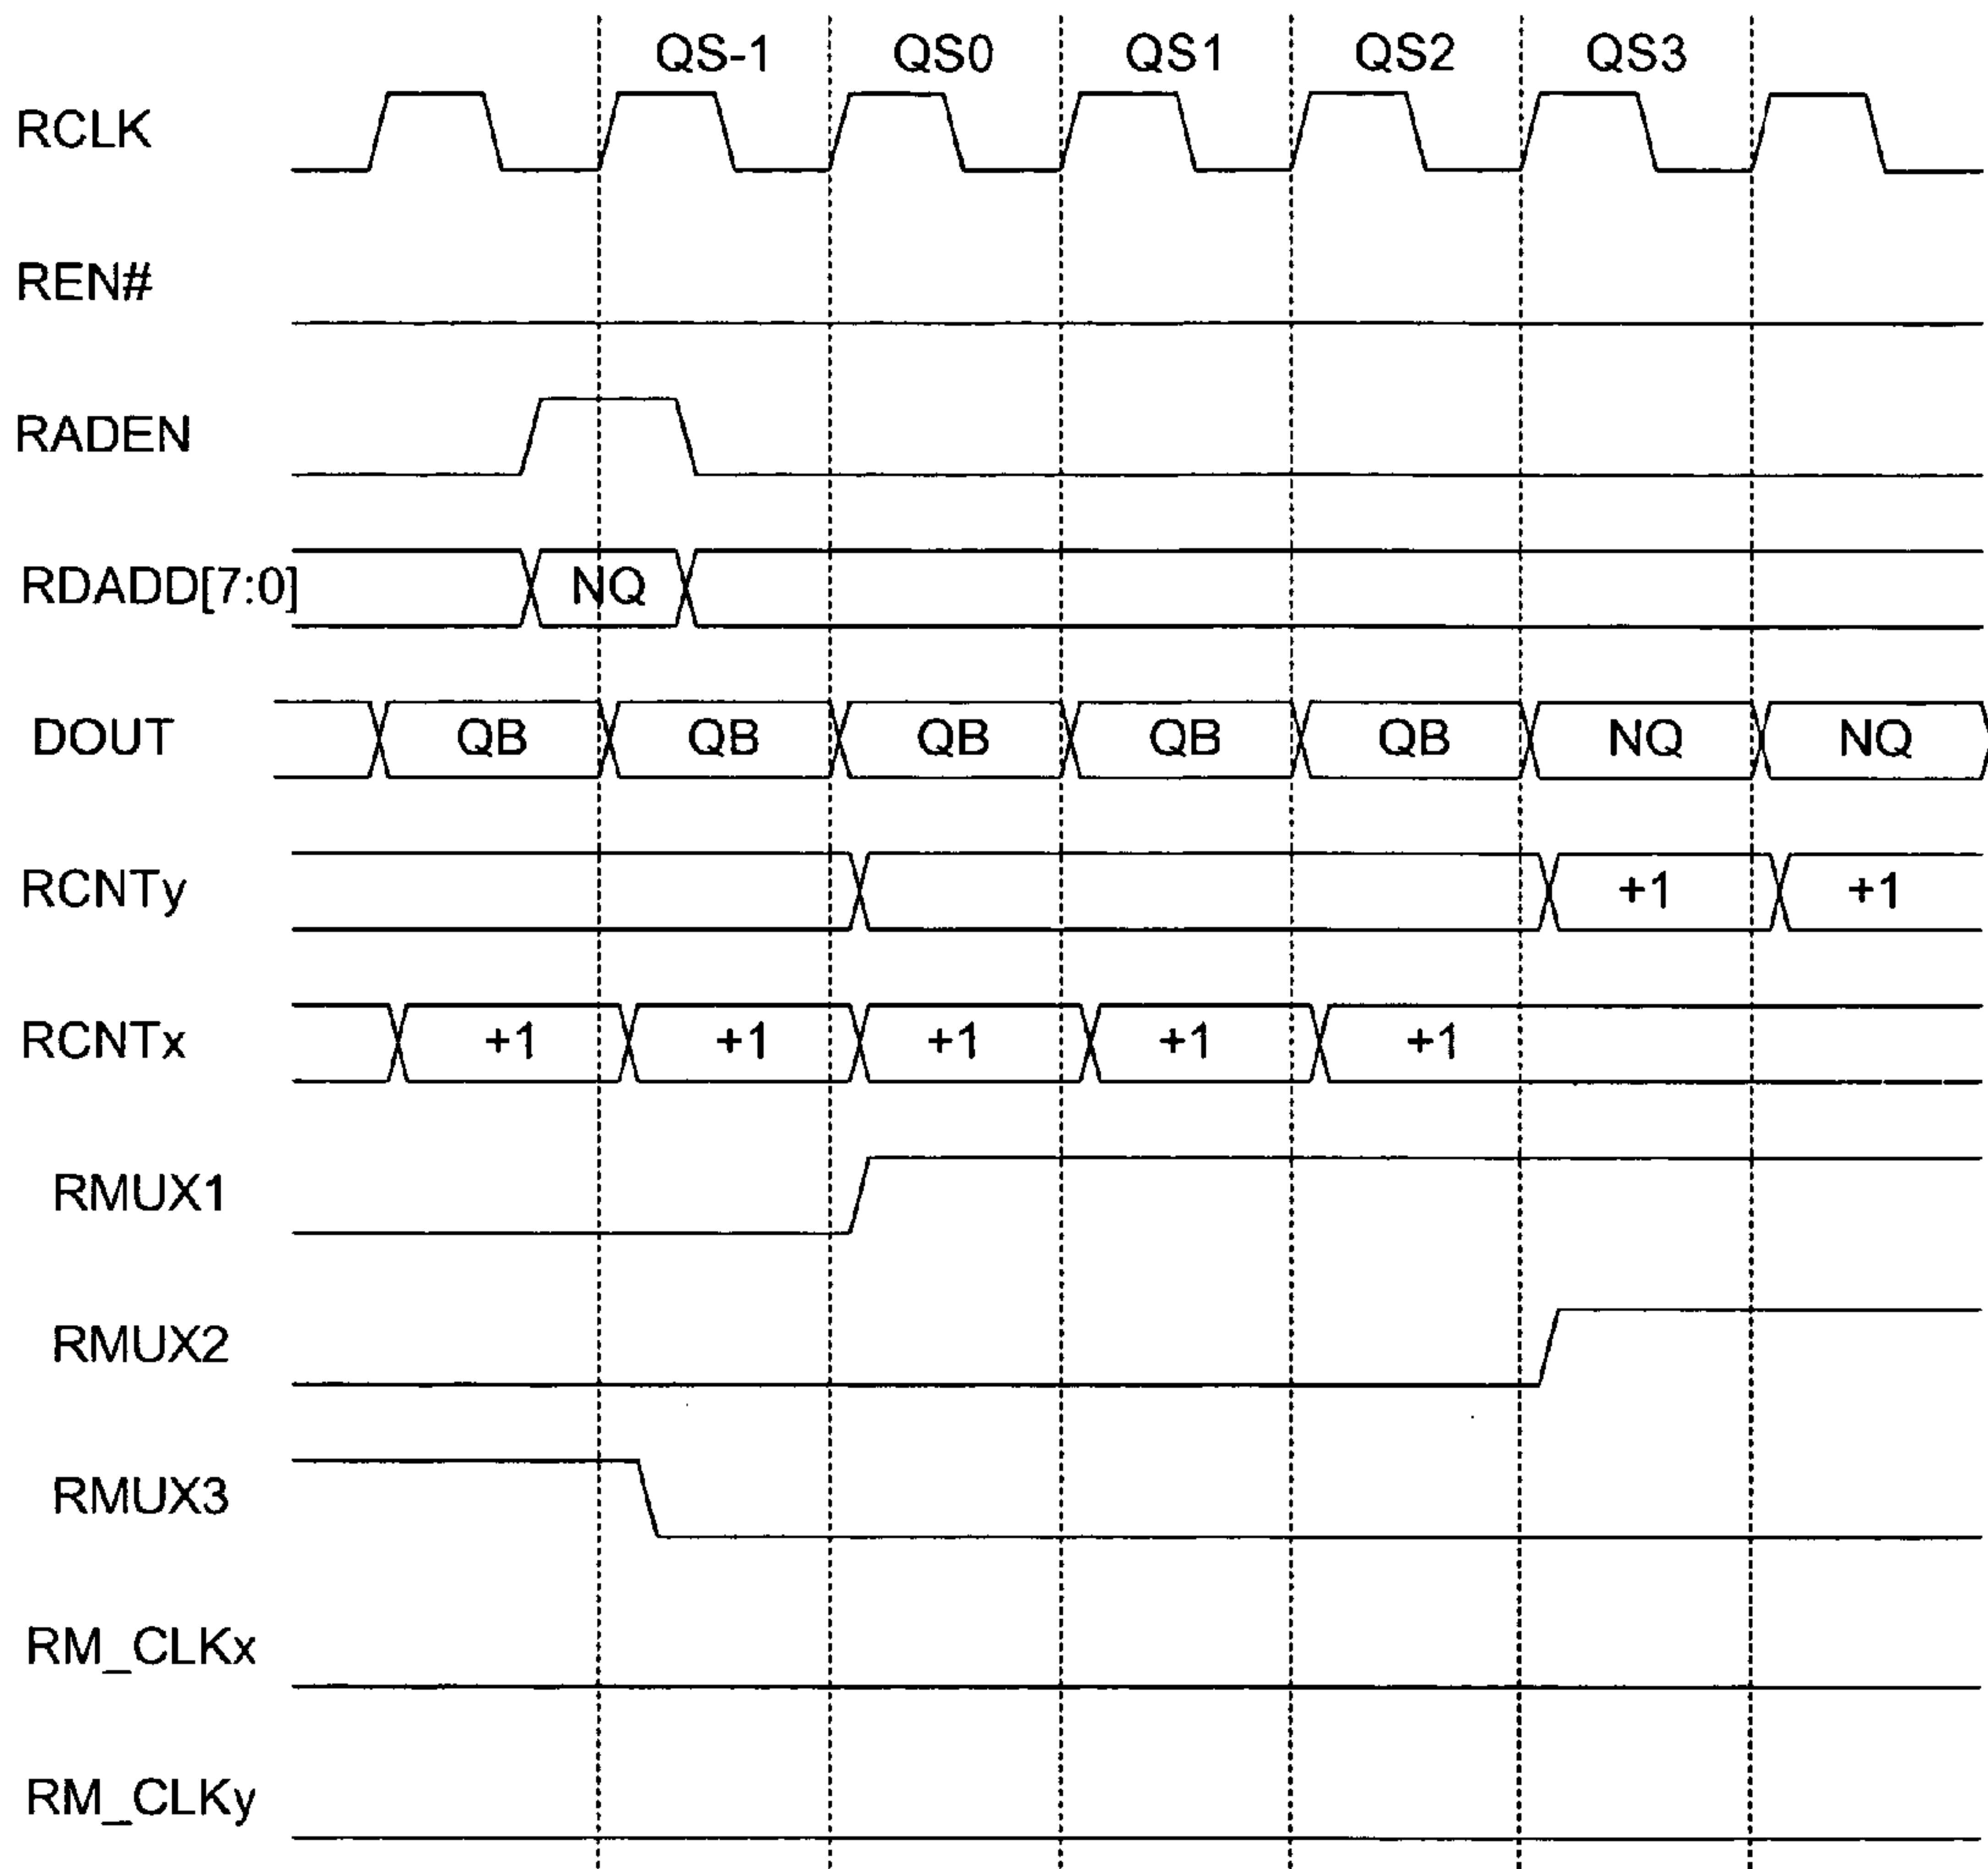 QS-1 QS0 QS1 QS2 QS3
RCLK
REN#
RADEN
RDADD[7:0] NQ
DOUT QB QB QB QB QB NQ NQ
RCNTy +1 +1
RCNTx +1 +1 +1 +1 +1
RMUX1
RMUX2
RMUX3
RM_CLKx
RM_CLKy